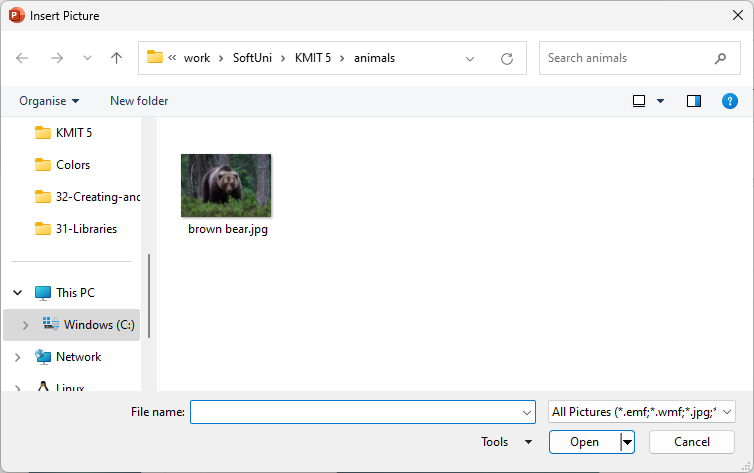 Insert Picture
« work > SoftUni > KMIT 5 > animals
Search animals
Organise
New folder
KMIT 5
Colors
32-Creating-and
31-Libraries
This PC
Windows (C:)
Network
Linux
brown bear.jpg
File name:
All Pictures (*.emf;*.wmf;*.jpg;*
Tools
Open
Cancel